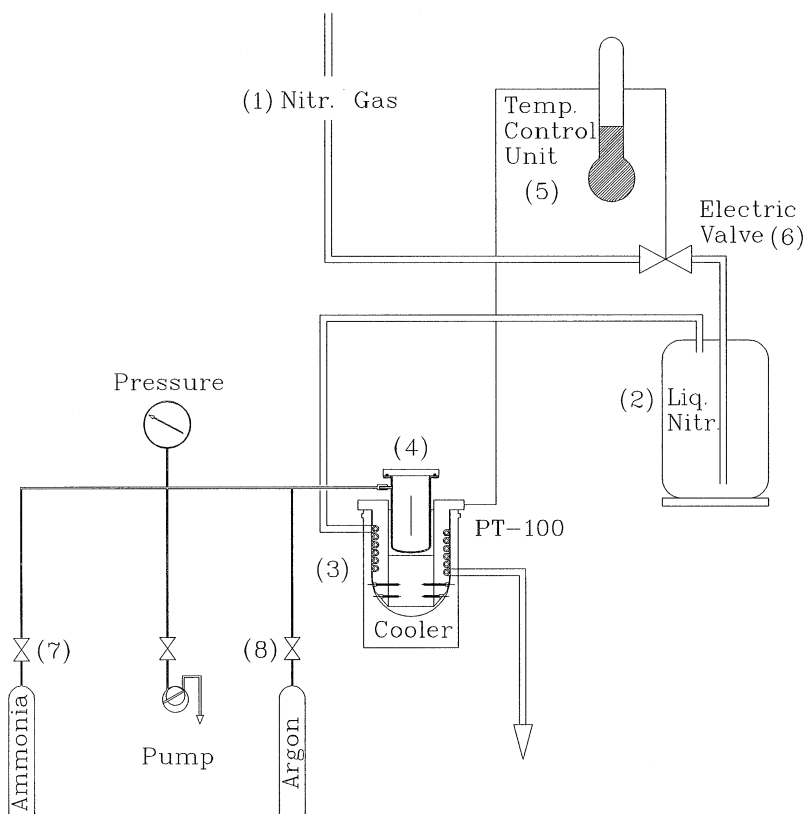 (1) Nitr. Gas
Temp.
Control
Unit
(5)
Electric
Valve (6)
Pressure
(2) Liq.
Nitr.
(4)
PT-100
(3)
Cooler
(7)
(8)
Ammonia
Pump
Argon